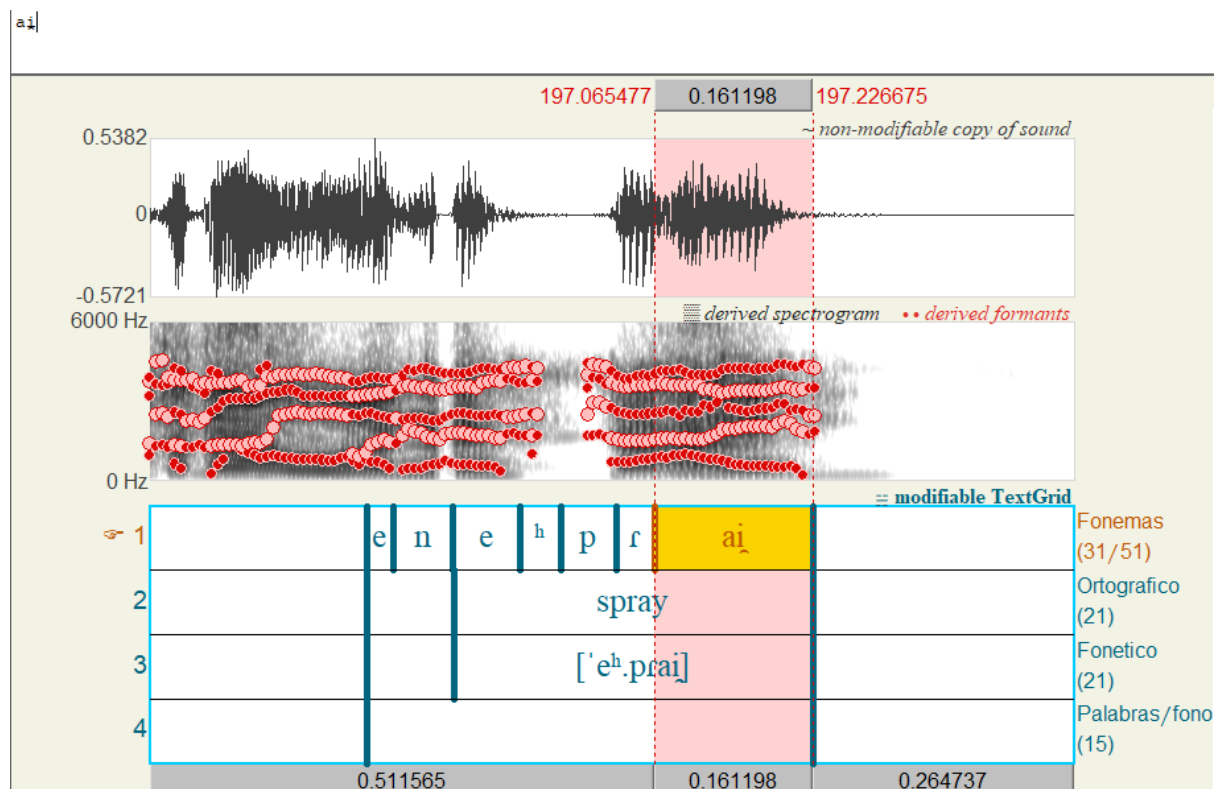 ai̯
197.065477 0.161198 197.226675
~ non-modifiable copy of sound
0.5382
0
-0.5721
6000 Hz
derived spectrogram •• derived formants
0 Hz
modifiable TextGrid
☞ 1 e n e ʰ p ɾ ai̯ Fonemas (31/51)
2 spray Ortografico (21)
3 [ˈeʰ.pɾai̯] Fonetico (21)
4 Palabras/fono (15)
0.511565 0.161198 0.264737